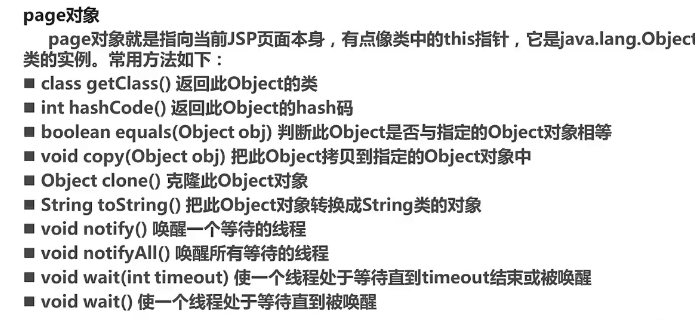 page对象
page对象就是指向当前JSP页面本身，有点像类中的this指针，它是java.lang.Object
类的实例。常用方法如下：
■ class getClass() 返回此Object的类
■ int hashCode() 返回此Object的hash码
■ boolean equals(Object obj) 判断此Object是否与指定的Object对象相等
■ void copy(Object obj) 把此Object拷贝到指定的Object对象中
■ Object clone() 克隆此Object对象
■ String toString() 把此Object对象转换成String类的对象
■ void notify() 唤醒一个等待的线程
■ void notifyAll() 唤醒所有等待的线程
■ void wait(int timeout) 使一个线程处于等待直到timeout结束或被唤醒
■ void wait() 使一个线程处于等待直到被唤醒